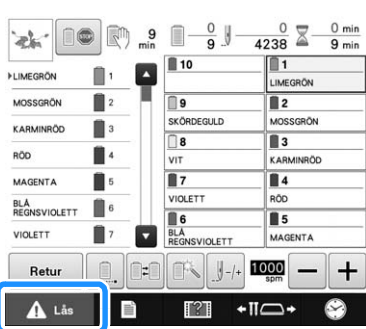 9 min
0
9
0
4238
0 min
9 min
LIMEGRÖN 1
MOSSGRÖN 2
KARMINRÖD 3
RÖD 4
MAGENTA 5
BLÅ
REGNSVIOLETT 6
VIOLETT 7
10
1
LIMEGRÖN
9
SKÖRDEGULD
2
MOSSGRÖN
8
VIT
3
KARMINRÖD
7
VIOLETT
4
RÖD
6
BLÅ
REGNSVIOLETT
5
MAGENTA
Retur
-/+
1000
spm
− +
Lås